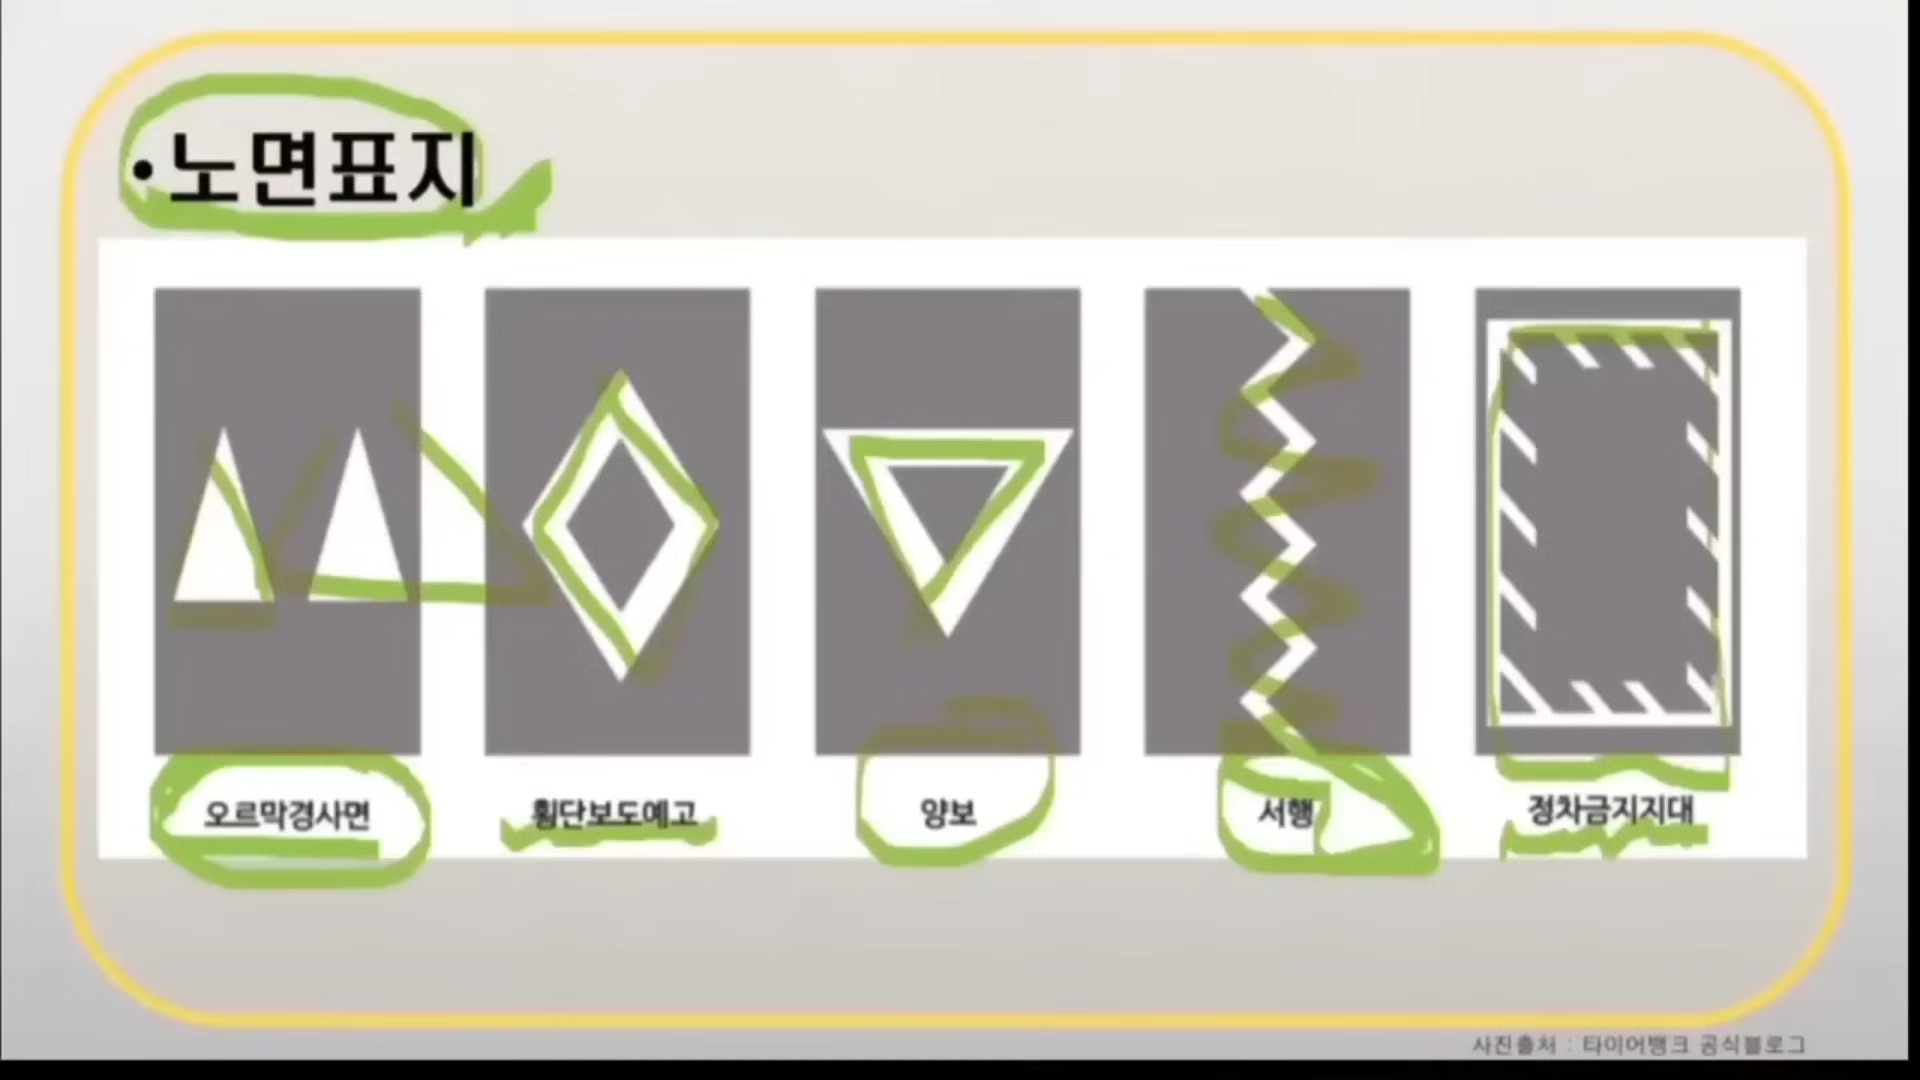 • 노면표지
오르막경사면
횡단보도예고
양보
서행
정차금지지대
사진출처 : 타이어뱅크 공식블로그